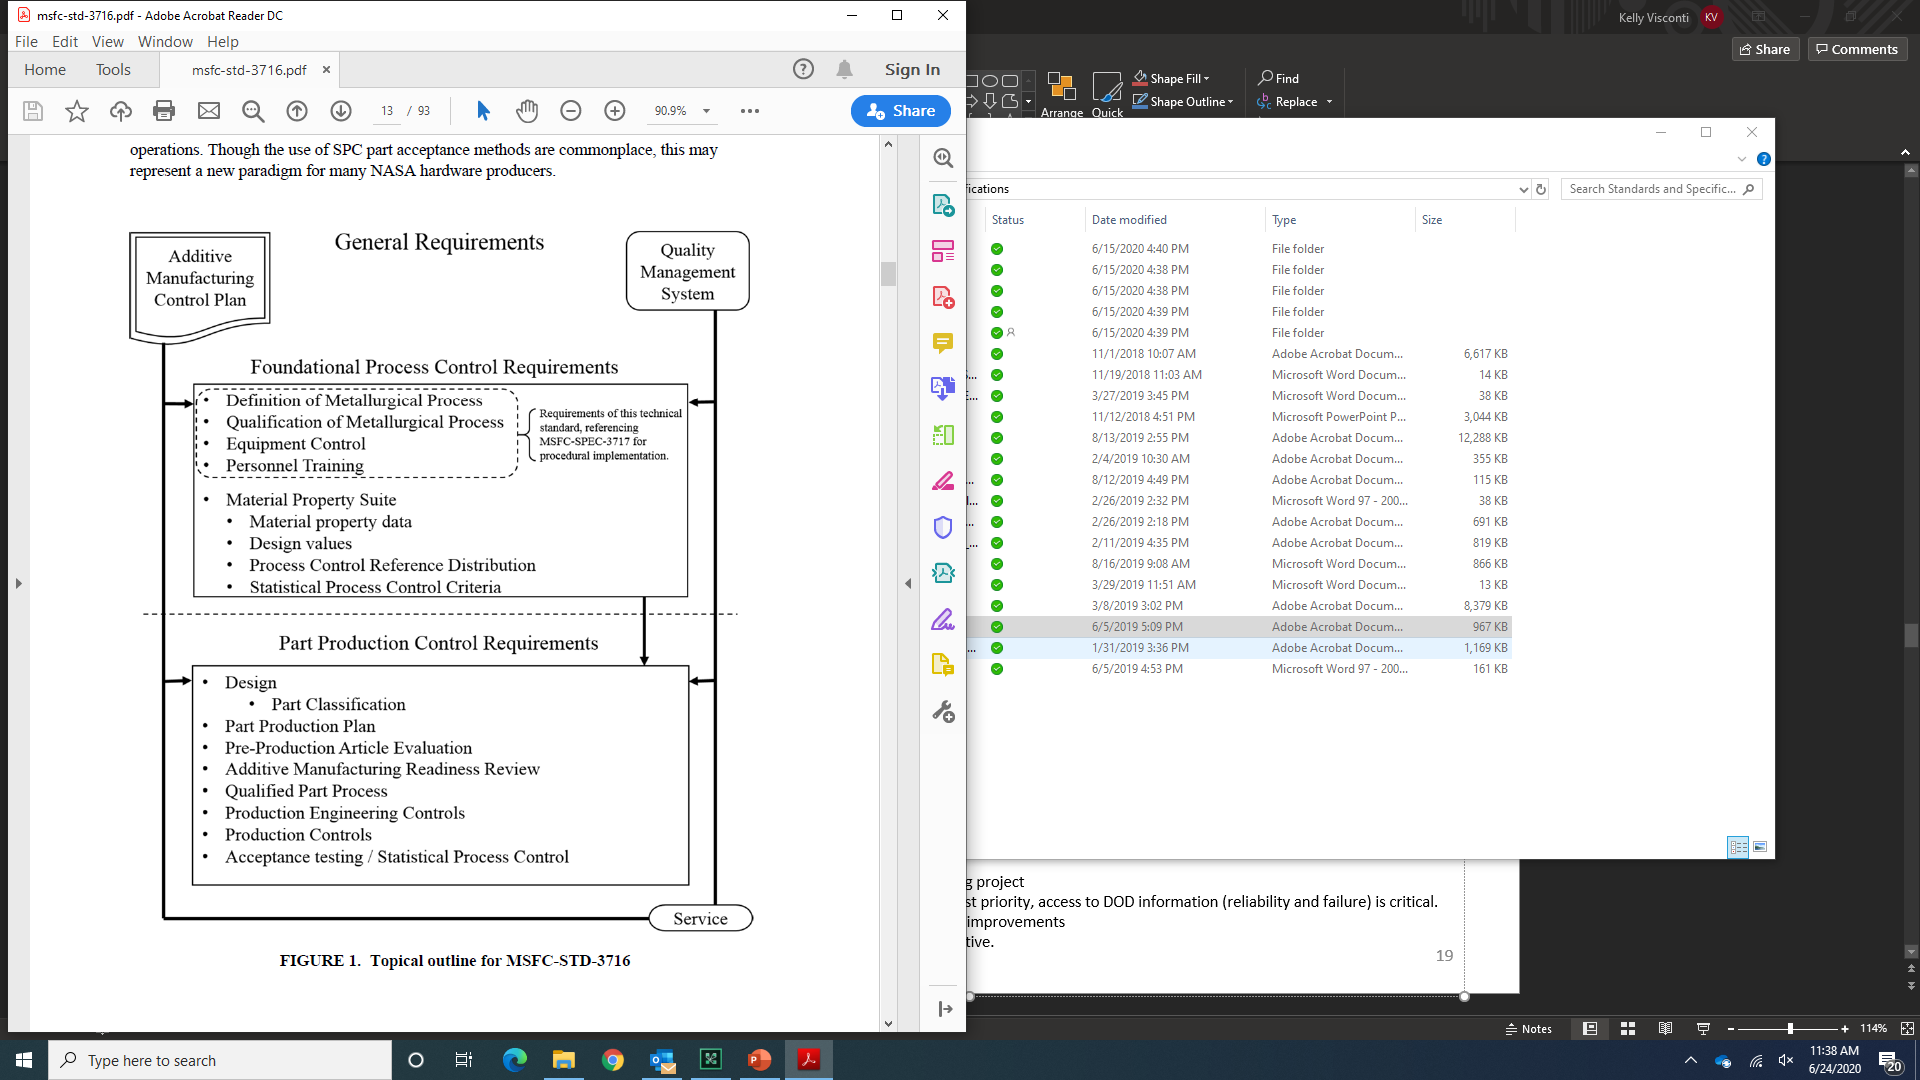 msfc-std-3716.pdf - Adobe Acrobat Reader DC
File Edit View Window Help
Home Tools msfc-std-3716.pdf × Sign In
13 / 93 90.9% Share
operations. Though the use of SPC part acceptance methods are commonplace, this may
represent a new paradigm for many NASA hardware producers.
General Requirements
Additive
Manufacturing
Control Plan
Quality
Management
System
Foundational Process Control Requirements
• Definition of Metallurgical Process
• Qualification of Metallurgical Process
• Equipment Control
• Personnel Training
Requirements of this technical
standard, referencing
MSFC-SPEC-3717 for
procedural implementation.
• Material Property Suite
• Material property data
• Design values
• Process Control Reference Distribution
• Statistical Process Control Criteria
Part Production Control Requirements
• Design
• Part Classification
• Part Production Plan
• Pre-Production Article Evaluation
• Additive Manufacturing Readiness Review
• Qualified Part Process
• Production Engineering Controls
• Production Controls
• Acceptance testing / Statistical Process Control
Service
FIGURE 1. Topical outline for MSFC-STD-3716
Kelly Visconti KV
Share Comments
Arrange Quick
Shape Fill
Shape Outline
Find
Replace
fications
Search Standards and Specific...
Status Date modified Type Size
6/15/2020 4:40 PM File folder
6/15/2020 4:38 PM File folder
6/15/2020 4:38 PM File folder
6/15/2020 4:39 PM File folder
6/15/2020 4:39 PM File folder
11/1/2018 10:07 AM Adobe Acrobat Docum... 6,617 KB
S... 11/19/2018 11:03 AM Microsoft Word Docum... 14 KB
E... 3/27/2019 3:45 PM Microsoft Word Docum... 38 KB
11/12/2018 4:51 PM Microsoft PowerPoint P... 3,044 KB
8/13/2019 2:55 PM Adobe Acrobat Docum... 12,288 KB
2/4/2019 10:30 AM Adobe Acrobat Docum... 355 KB
... 8/12/2019 4:49 PM Adobe Acrobat Docum... 115 KB
I... 2/26/2019 2:32 PM Microsoft Word 97 - 200... 38 KB
... 2/26/2019 2:18 PM Adobe Acrobat Docum... 691 KB
_... 2/11/2019 4:35 PM Adobe Acrobat Docum... 819 KB
8/16/2019 9:08 AM Microsoft Word Docum... 866 KB
3/29/2019 11:51 AM Microsoft Word Docum... 13 KB
3/8/2019 3:02 PM Adobe Acrobat Docum... 8,379 KB
6/5/2019 5:09 PM Adobe Acrobat Docum... 967 KB
... 1/31/2019 3:36 PM Adobe Acrobat Docum... 1,169 KB
6/5/2019 4:53 PM Microsoft Word 97 - 200... 161 KB
g project
st priority, access to DOD information (reliability and failure) is critical.
improvements
tive.
19
Notes 114%
Type here to search
11:38 AM
6/24/2020
20